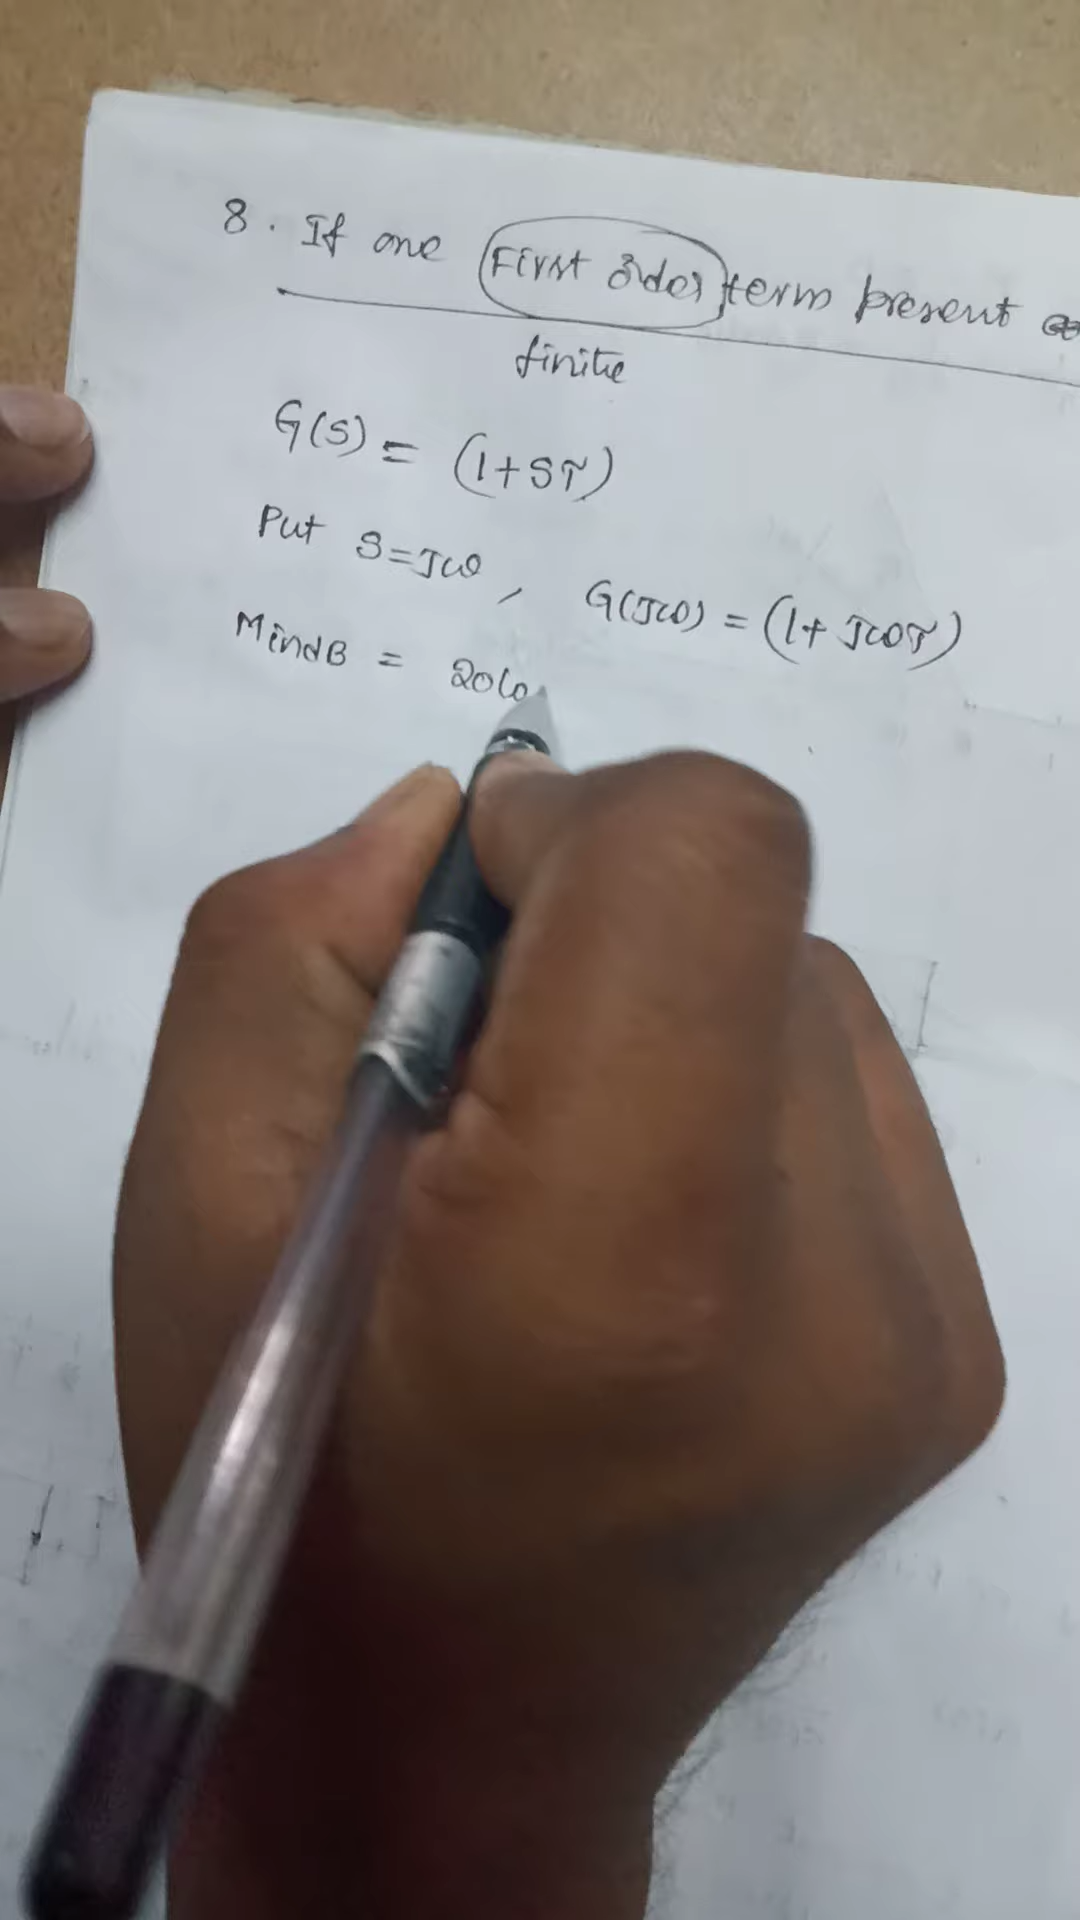 8. If one First order term present
finite
G(S) = (1+ST)
Put S=Jω, G(Jω) = (1+JωT)
MindB = 20lo